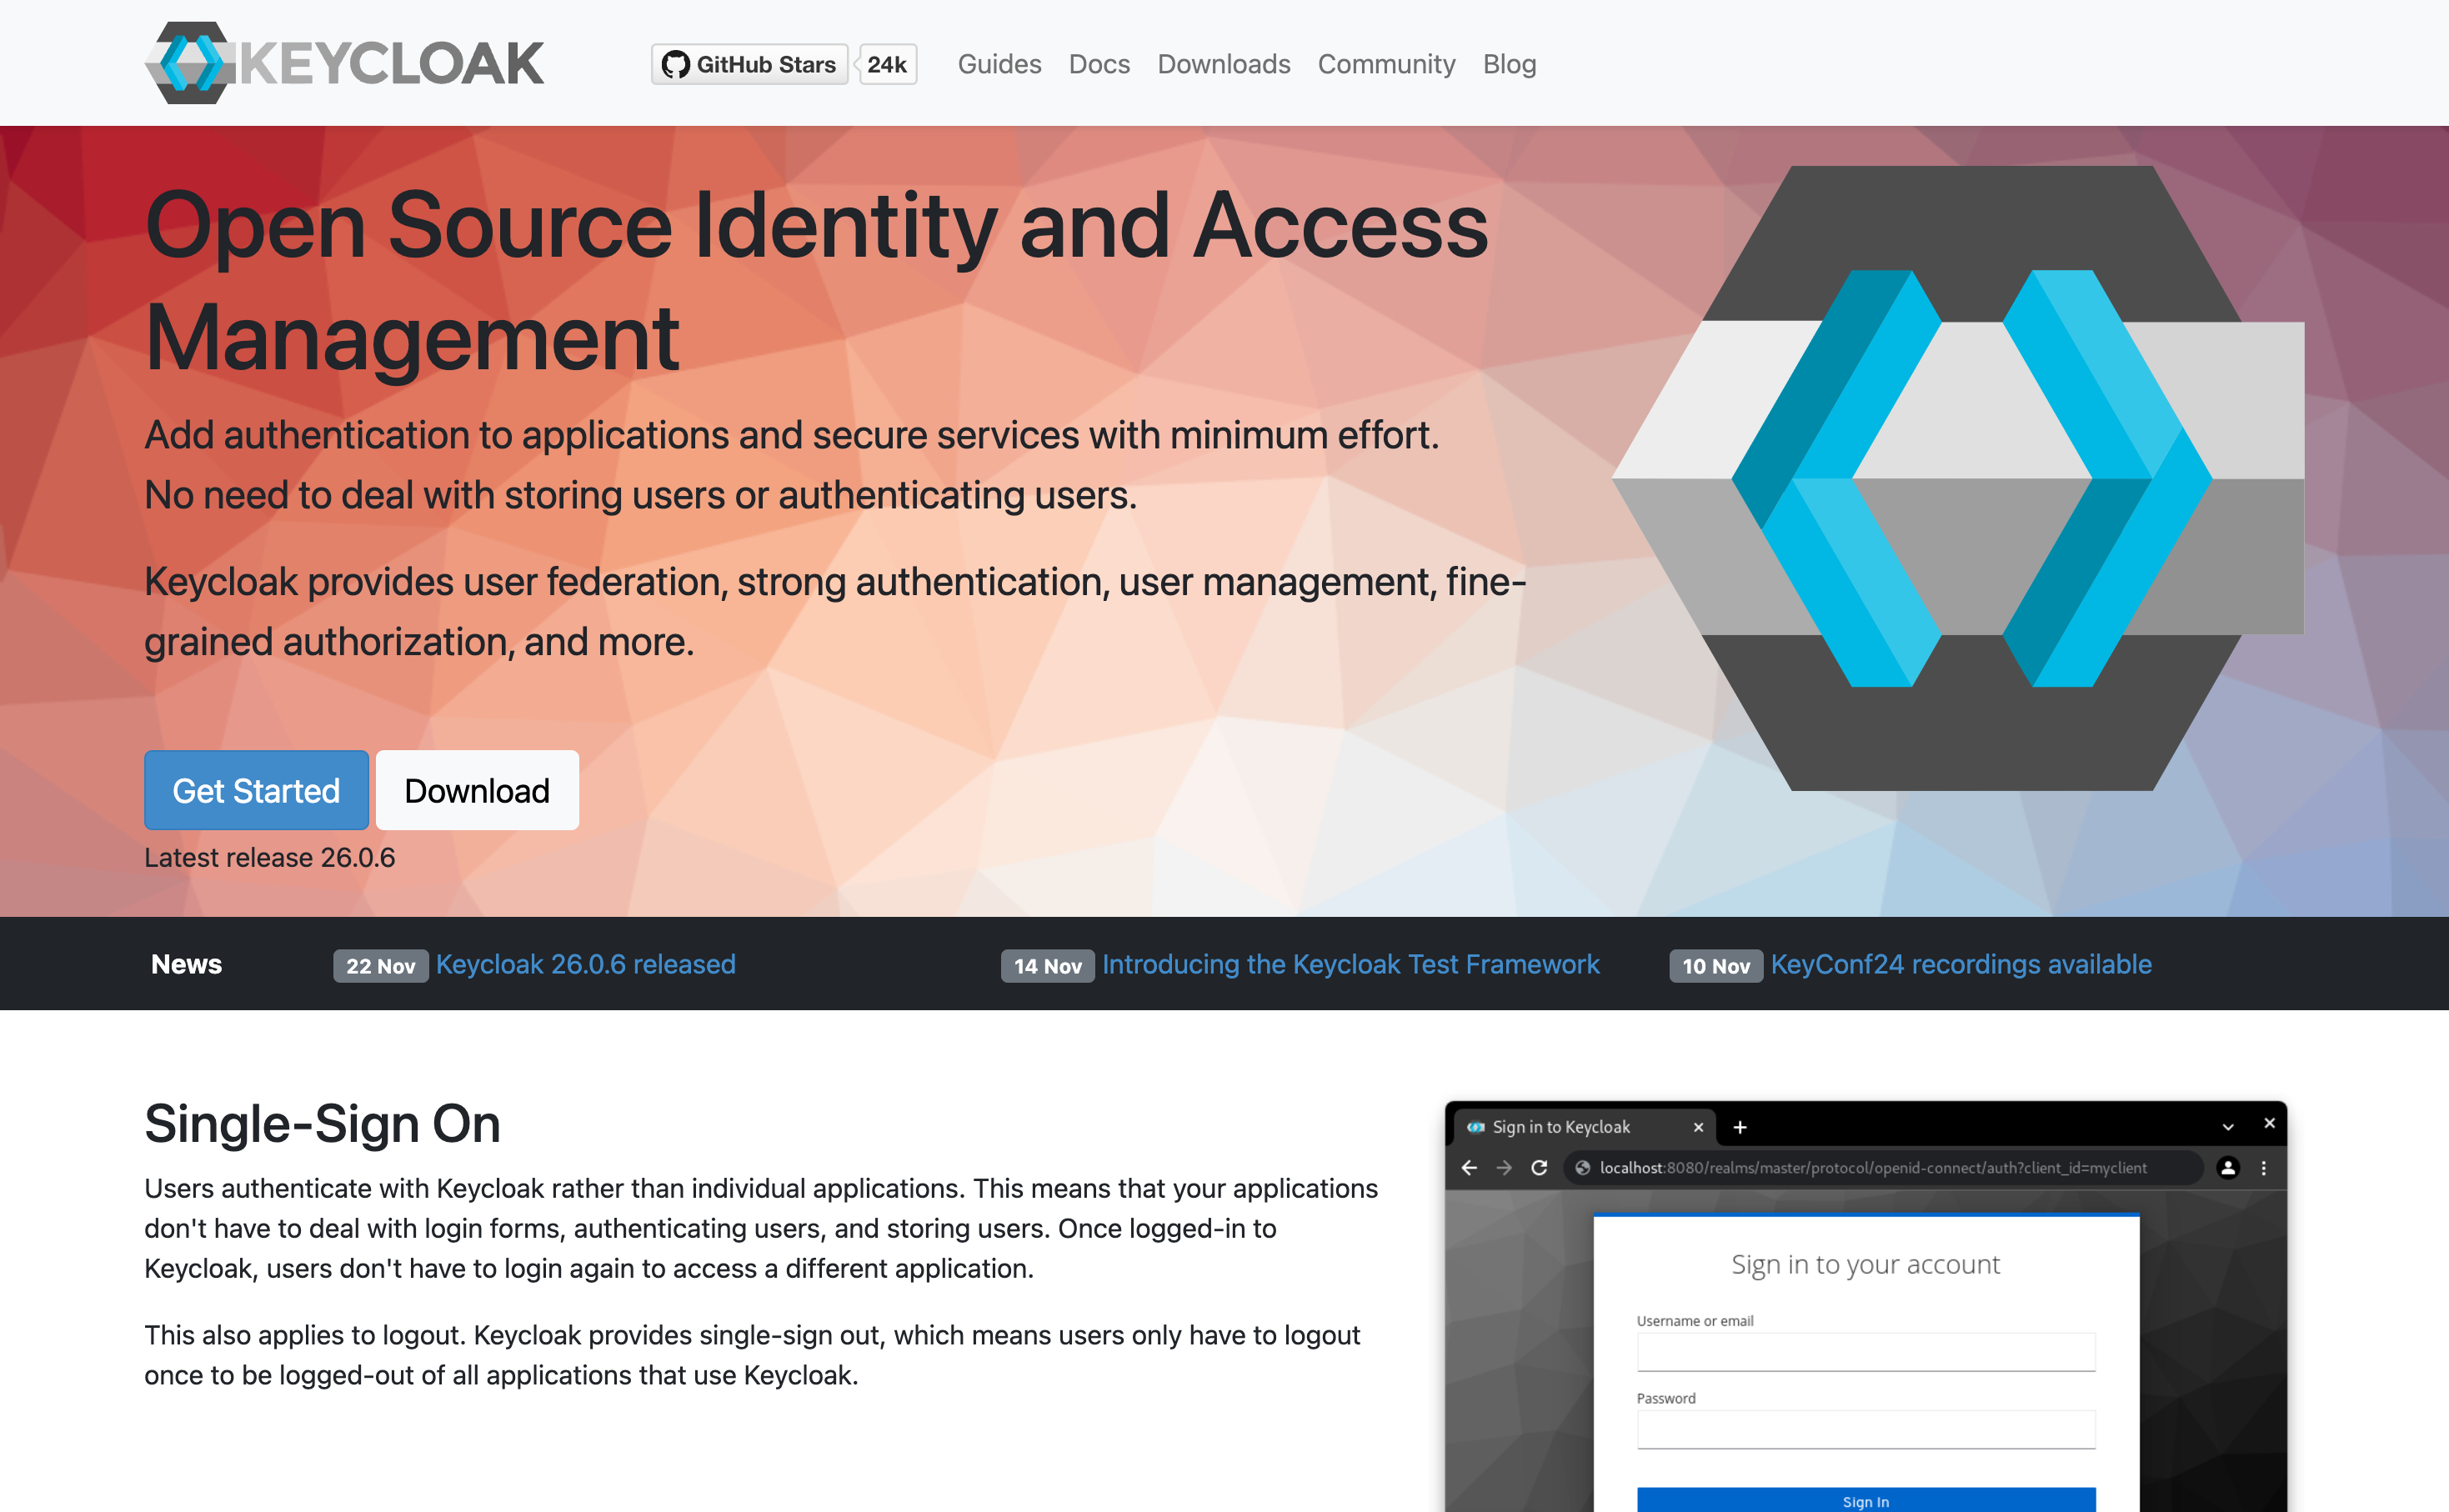 KEYCLOAK
GitHub Stars 24k
Guides Docs Downloads Community Blog
Open Source Identity and Access
Management
Add authentication to applications and secure services with minimum effort.
No need to deal with storing users or authenticating users.
Keycloak provides user federation, strong authentication, user management, fine-
grained authorization, and more.
Get Started Download
Latest release 26.0.6
News 22 Nov Keycloak 26.0.6 released 14 Nov Introducing the Keycloak Test Framework 10 Nov KeyConf24 recordings available
Single-Sign On
Users authenticate with Keycloak rather than individual applications. This means that your applications
don't have to deal with login forms, authenticating users, and storing users. Once logged-in to
Keycloak, users don't have to login again to access a different application.
This also applies to logout. Keycloak provides single-sign out, which means users only have to logout
once to be logged-out of all applications that use Keycloak.
Sign in to Keycloak
localhost:8080/realms/master/protocol/openid-connect/auth?client_id=myclient
Sign in to your account
Username or email
Password
Sign In